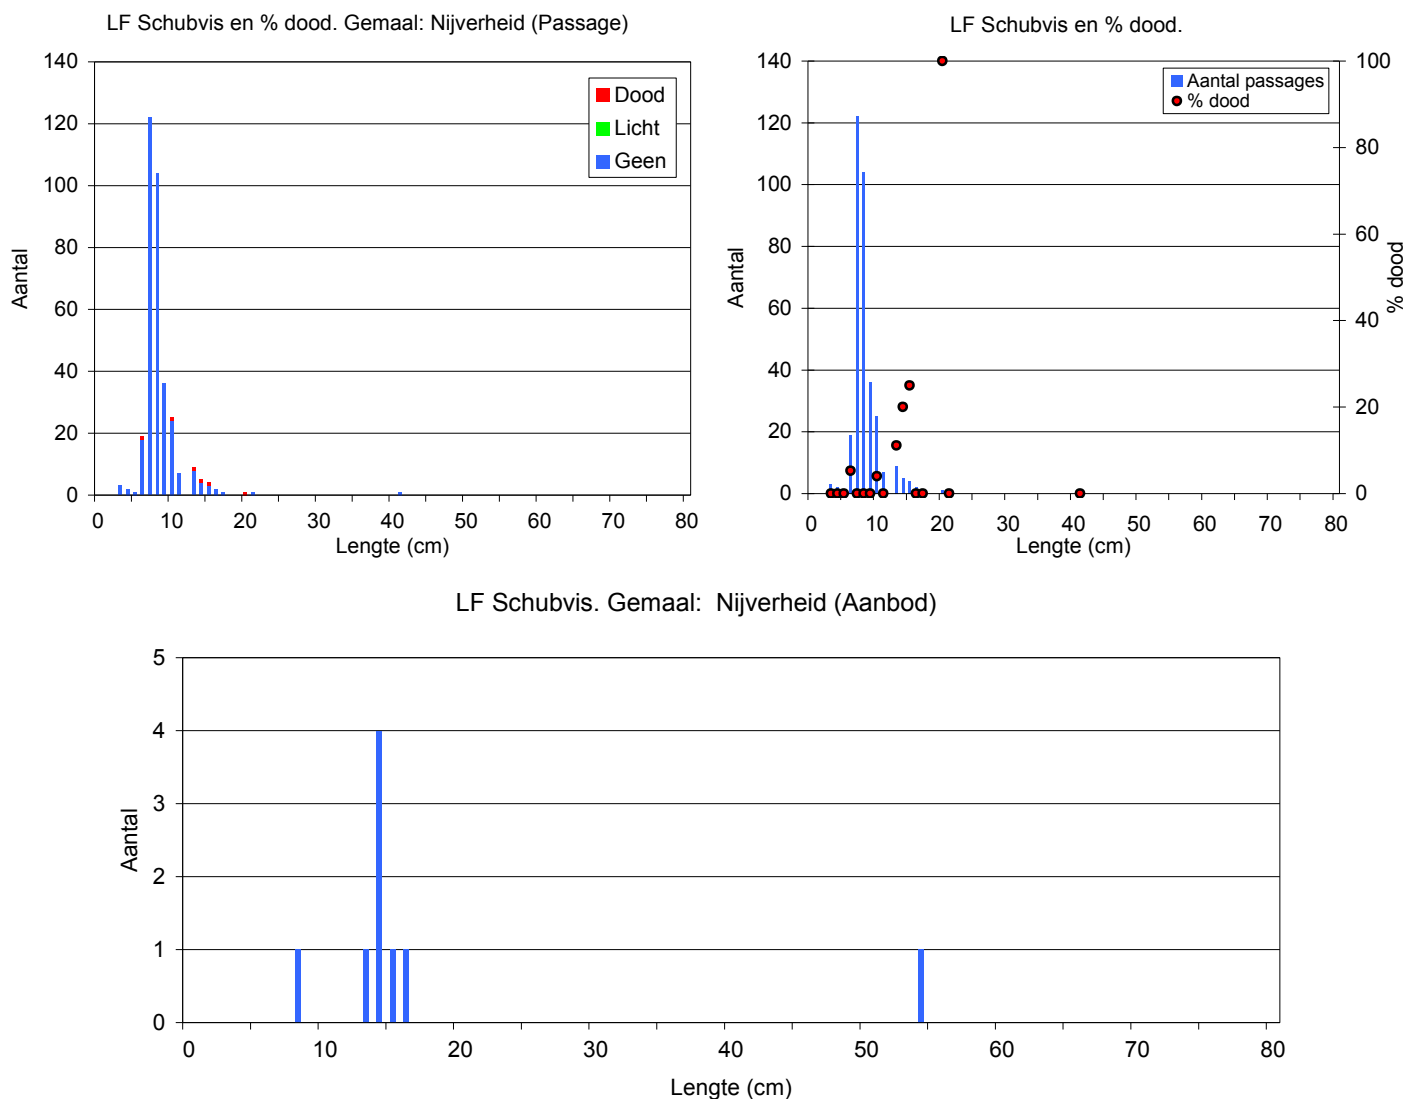 LF Schubvis en % dood. Gemaal: Nijverheid (Passage)
140
120
100
80
60
40
20
0
Aantal
Dood
Licht
Geen
0 10 20 30 40 50 60 70 80
Lengte (cm)
LF Schubvis en % dood.
140
120
100
80
60
40
20
0
Aantal
Aantal passages
% dood
100
80
60
40
20
0
% dood
0 10 20 30 40 50 60 70 80
Lengte (cm)
LF Schubvis. Gemaal: Nijverheid (Aanbod)
5
4
3
2
1
0
Aantal
0 10 20 30 40 50 60 70 80
Lengte (cm)